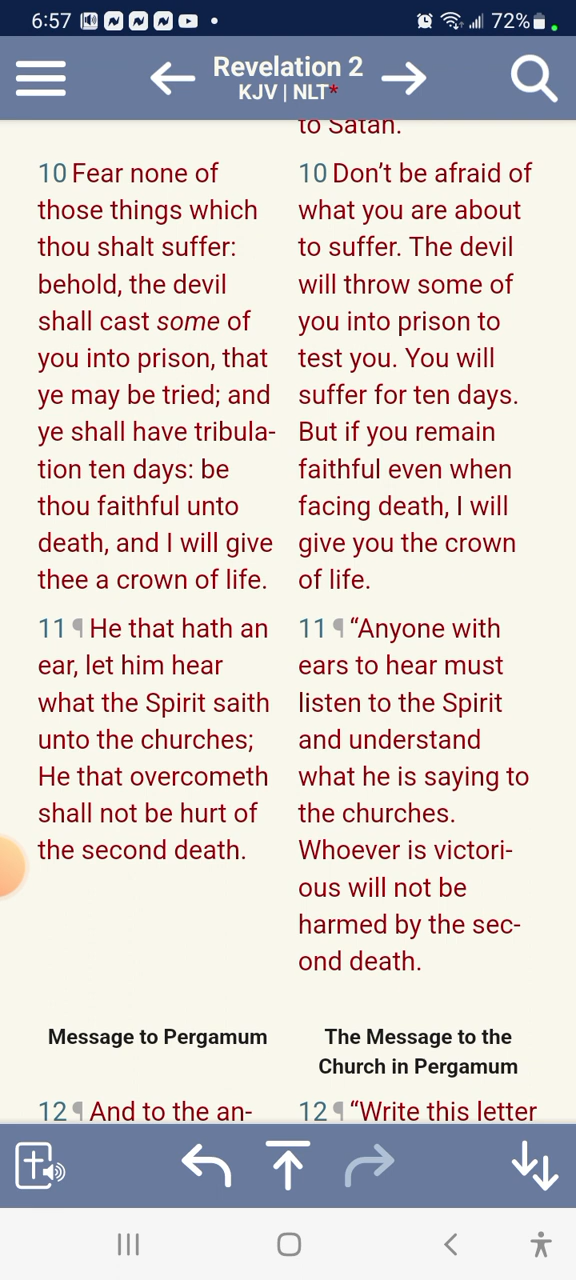 6:57
72%
Revelation 2
KJV | NLT*
to Satan.
10 Fear none of
those things which
thou shalt suffer:
behold, the devil
shall cast some of
you into prison, that
ye may be tried; and
ye shall have tribula-
tion ten days: be
thou faithful unto
death, and I will give
thee a crown of life.
11 ¶ He that hath an
ear, let him hear
what the Spirit saith
unto the churches;
He that overcometh
shall not be hurt of
the second death.
Message to Pergamum
12 ¶ And to the an-
10 Don’t be afraid of
what you are about
to suffer. The devil
will throw some of
you into prison to
test you. You will
suffer for ten days.
But if you remain
faithful even when
facing death, I will
give you the crown
of life.
11 ¶ “Anyone with
ears to hear must
listen to the Spirit
and understand
what he is saying to
the churches.
Whoever is victori-
ous will not be
harmed by the sec-
ond death.
The Message to the
Church in Pergamum
12 ¶ “Write this letter